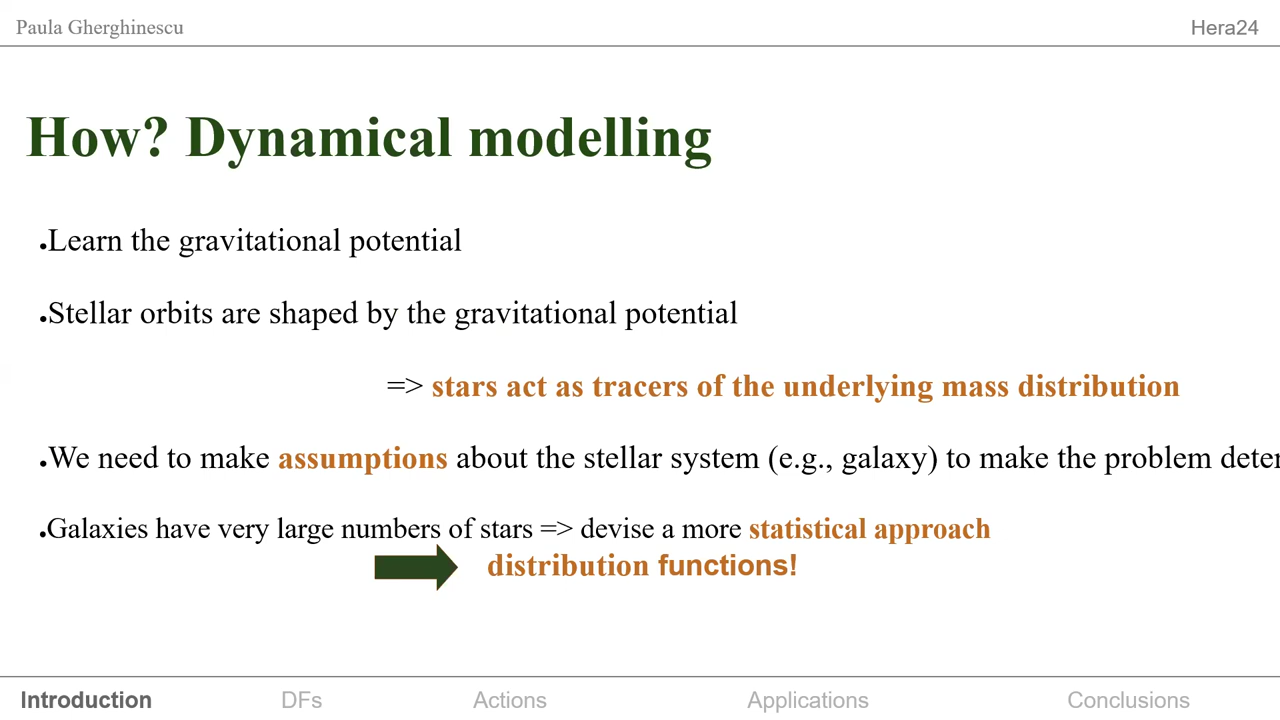 Paula Gherghinescu
Hera24
How? Dynamical modelling
•Learn the gravitational potential
•Stellar orbits are shaped by the gravitational potential
=> stars act as tracers of the underlying mass distribution
•We need to make assumptions about the stellar system (e.g., galaxy) to make the problem deter
•Galaxies have very large numbers of stars => devise a more statistical approach
distribution functions!
Introduction DFs Actions Applications Conclusions